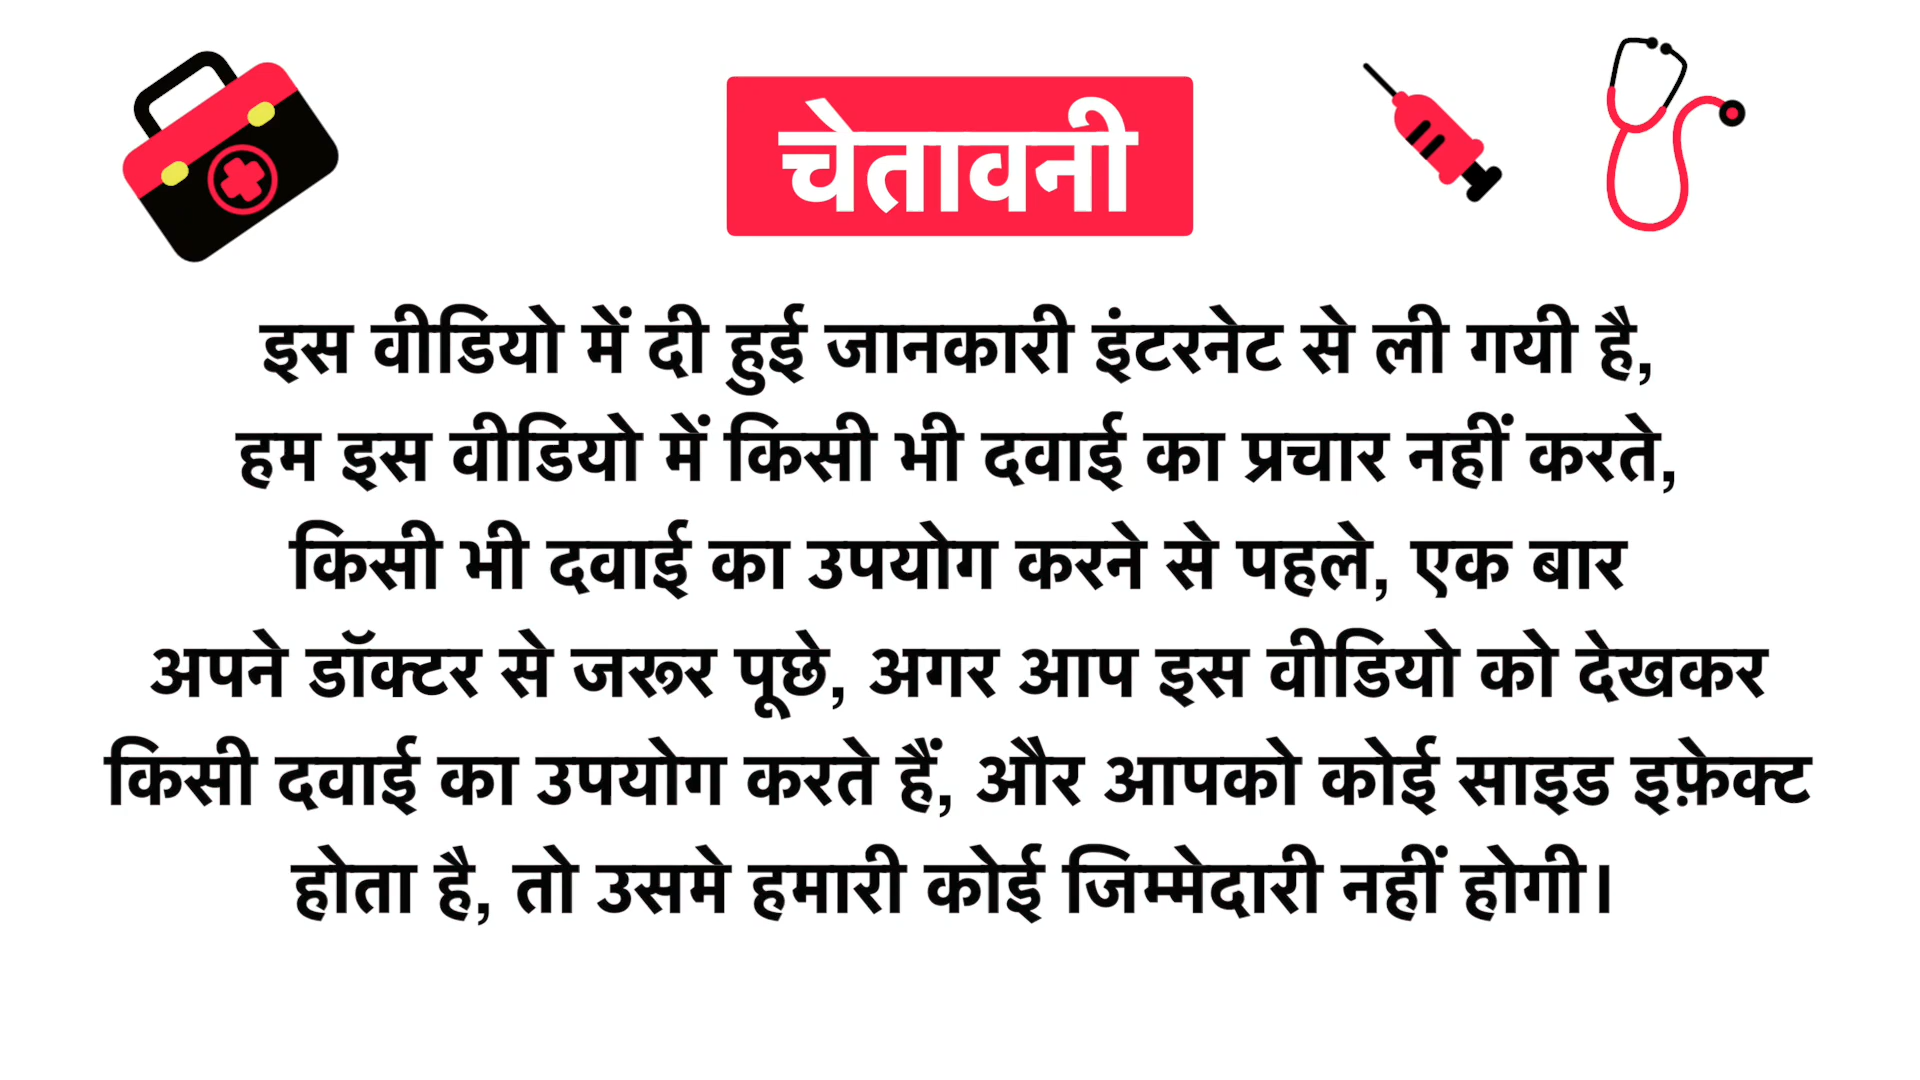 चेतावनी
इस वीडियो में दी हुई जानकारी इंटरनेट से ली गयी है,
हम इस वीडियो में किसी भी दवाई का प्रचार नहीं करते,
किसी भी दवाई का उपयोग करने से पहले, एक बार
अपने डॉक्टर से जरूर पूछे, अगर आप इस वीडियो को देखकर
किसी दवाई का उपयोग करते हैं, और आपको कोई साइड इफ़ेक्ट
होता है, तो उसमे हमारी कोई जिम्मेदारी नहीं होगी।